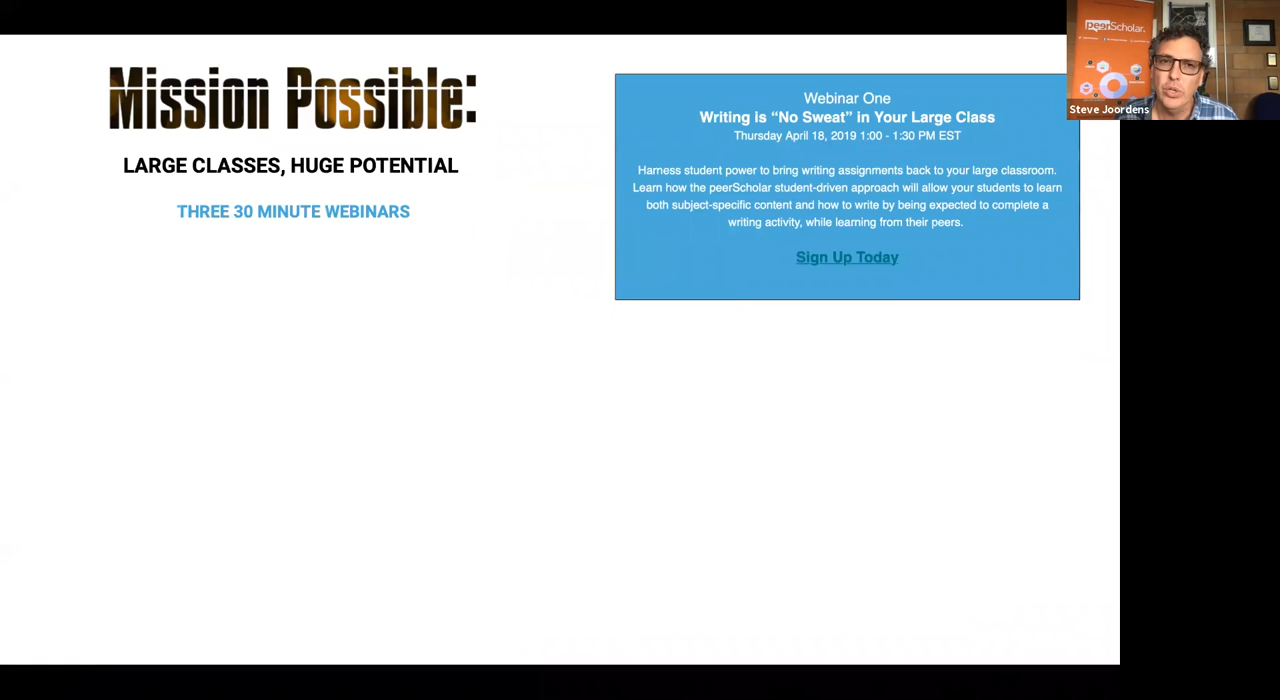 Mission Possible:
LARGE CLASSES, HUGE POTENTIAL
THREE 30 MINUTE WEBINARS
Webinar One
Writing is “No Sweat” in Your Large Class
Thursday April 18, 2019 1:00 - 1:30 PM EST
Harness student power to bring writing assignments back to your large classroom.
Learn how the peerScholar student-driven approach will allow your students to learn
both subject-specific content and how to write by being expected to complete a
writing activity, while learning from their peers.
Sign Up Today
peerScholar.
Steve Joordens